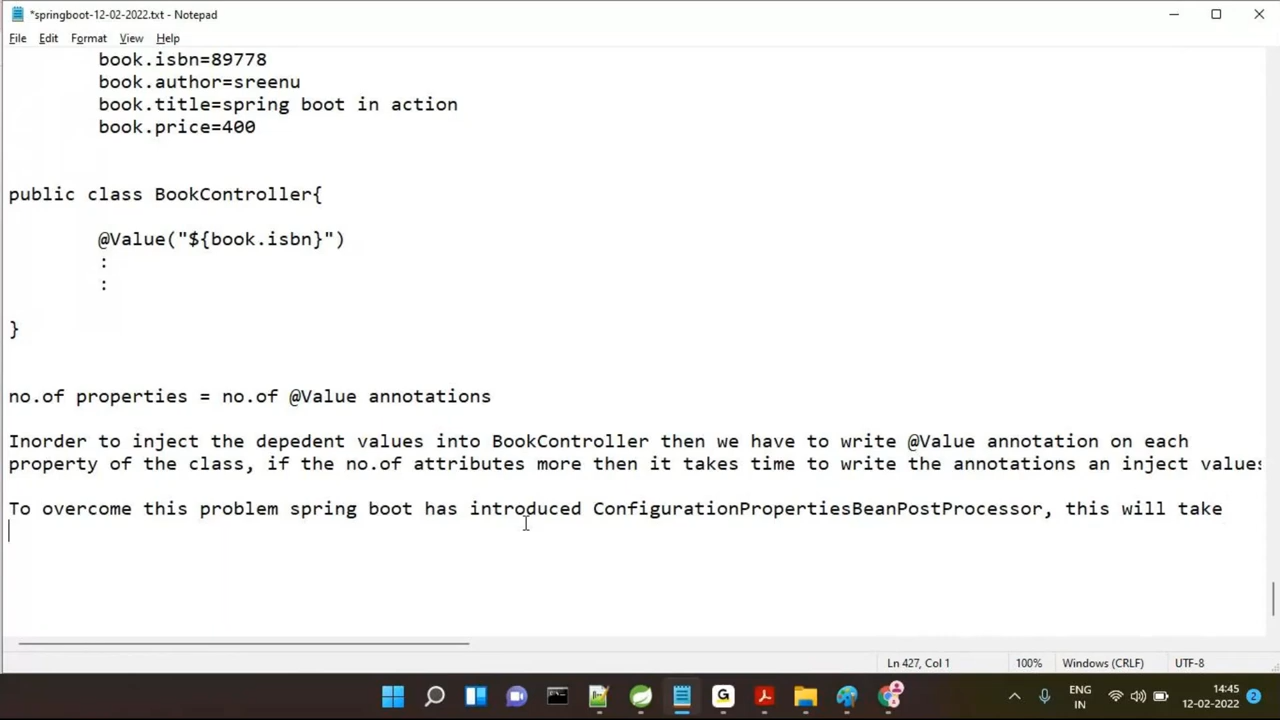 *springboot-12-02-2022.txt - Notepad
File Edit Format View Help
book.isbn=89778
book.author=sreenu
book.title=spring boot in action
book.price=400
public class BookController{
@Value("${book.isbn}")
:
:
}
no.of properties = no.of @Value annotations
Inorder to inject the depedent values into BookController then we have to write @Value annotation on each
property of the class, if the no.of attributes more then it takes time to write the annotations an inject values
To overcome this problem spring boot has introduced ConfigurationPropertiesBeanPostProcessor, this will take
Ln 427, Col 1 100% Windows (CRLF) UTF-8
G
ENG
IN
14:45
12-02-2022
2